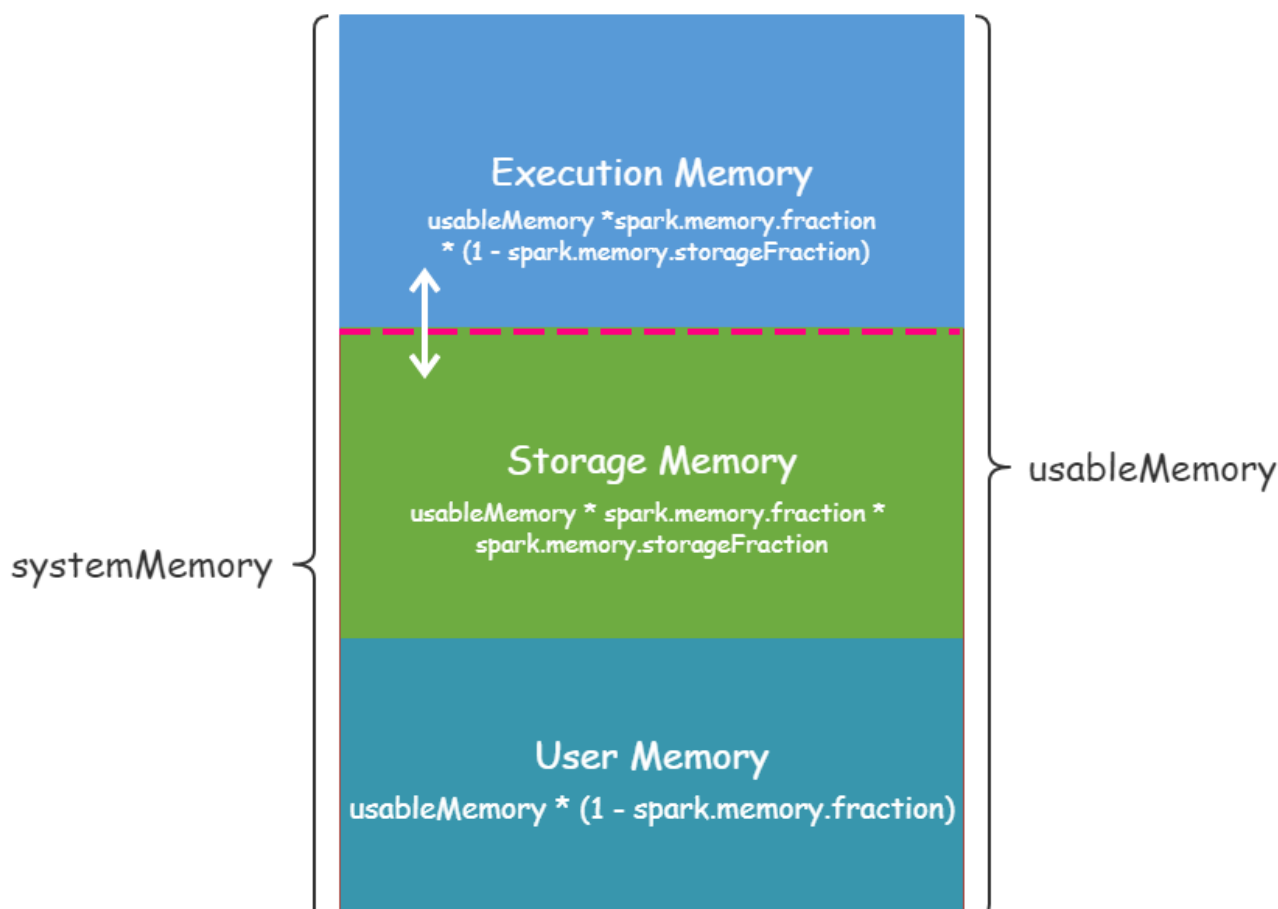 Execution Memory
usableMemory *spark.memory.fraction
* (1 - spark.memory.storageFraction)
Storage Memory
usableMemory * spark.memory.fraction *
spark.memory.storageFraction
usableMemory
systemMemory
User Memory
usableMemory * (1 - spark.memory.fraction)